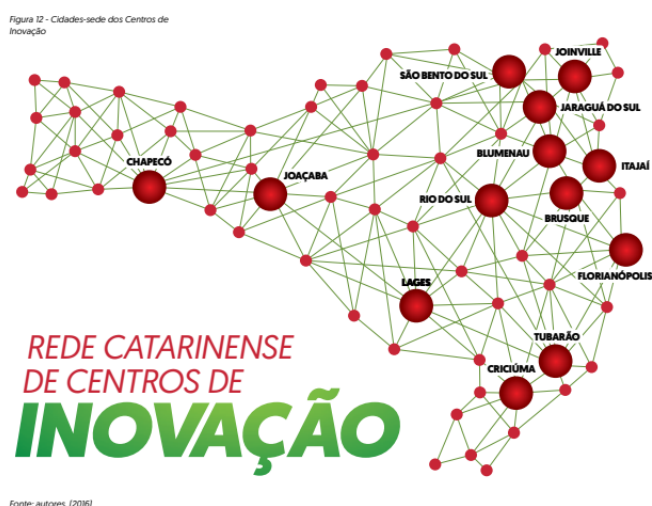 Figura 12 - Cidades-sede dos Centros de
Inovação
JOINVILLE
SÃO BENTO DO SUL
JARAGUÁ DO SUL
BLUMENAU
ITAJAÍ
CHAPECÓ
JOAÇABA
RIO DO SUL
BRUSQUE
FLORIANÓPOLIS
LAGES
TUBARÃO
CRICIÚMA
REDE CATARINENSE
DE CENTROS DE
INOVAÇÃO
Fonte: autores, (2016)